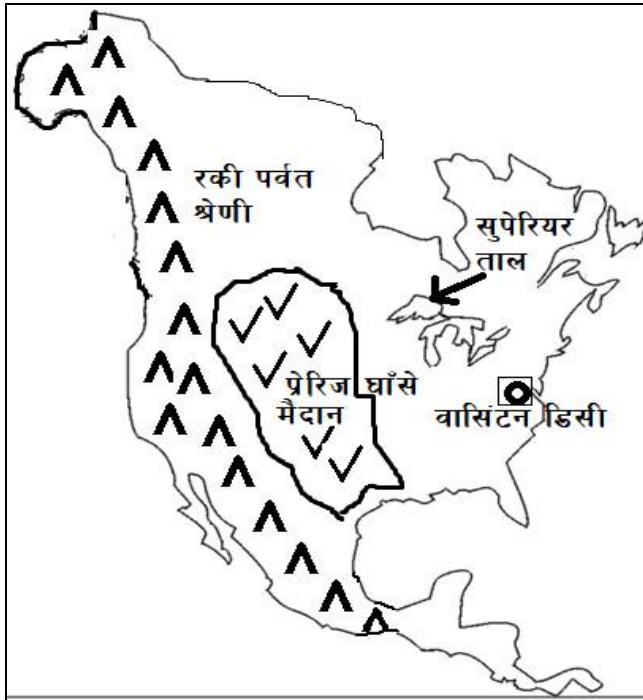 रकी पर्वत
श्रेणी
सुपेरियर
ताल
प्रेरिज घाँसे
मैदान
वासिंटन डिसी